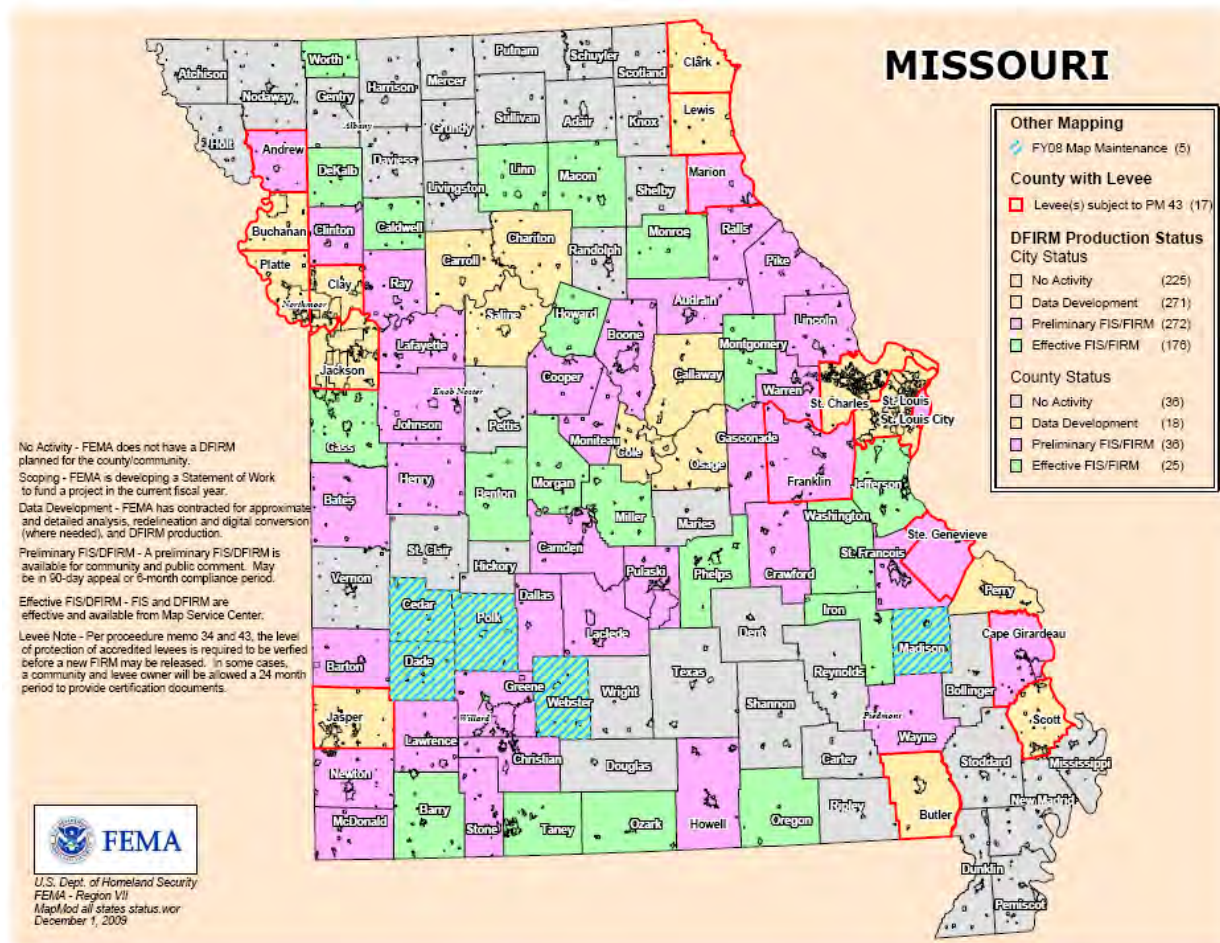 MISSOURI
Other Mapping
FY08 Map Maintenance (5)
County with Levee
Levee(s) subject to PM 43 (17)
DFIRM Production Status
City Status
No Activity (225)
Data Development (271)
Preliminary FIS/FIRM (272)
Effective FIS/FIRM (176)
County Status
No Activity (36)
Data Development (18)
Preliminary FIS/FIRM (36)
Effective FIS/FIRM (25)
Atchison
Nodaway
Worth
Gentry
Harrison
Mercer
Putnam
Schuyler
Scotland
Clark
Holt
Andrew
Albany
DeKalb
Daviess
Grundy
Sullivan
Adair
Knox
Lewis
Buchanan
Clinton
Caldwell
Livingston
Linn
Macon
Shelby
Marion
Platte
Clay
Northmoor
Ray
Carroll
Chariton
Randolph
Monroe
Ralls
Pike
Jackson
Lafayette
Saline
Howard
Boone
Audrain
Lincoln
Montgomery
Callaway
Warren
St. Charles
St. Louis
St. Louis City
Cass
Johnson
Knob Noster
Pettis
Cooper
Moniteau
Cole
Osage
Gasconade
Franklin
Jefferson
Bates
Henry
Benton
Morgan
Miller
Maries
Washington
Ste. Genevieve
St. Francois
Vernon
St. Clair
Hickory
Camden
Pulaski
Phelps
Crawford
Iron
Perry
Cedar
Polk
Dallas
Laclede
Dent
Madison
Cape Girardeau
Barton
Dade
Greene
Webster
Wright
Texas
Reynolds
Shannon
Bollinger
Jasper
Willard
Piedmont
Wayne
Scott
Lawrence
Christian
Douglas
Carter
Stoddard
Mississippi
Newton
New Madrid
McDonald
Barry
Stone
Taney
Ozark
Howell
Oregon
Ripley
Butler
Dunklin
Pemiscot
No Activity - FEMA does not have a DFIRM
planned for the county/community.
Scoping - FEMA is developing a Statement of Work
to fund a project in the current fiscal year.
Data Development - FEMA has contracted for approximate
and detailed analysis, redelineation and digital conversion
(where needed), and DFIRM production.
Preliminary FIS/DFIRM - A preliminary FIS/DFIRM is
available for community and public comment. May
be in 90-day appeal or 6-month compliance period.
Effective FIS/DFIRM - FIS and DFIRM are
effective and available from Map Service Center.
Levee Note - Per proceedure memo 34 and 43, the level
of protection of accredited levees is required to be verfied
before a new FIRM may be released. In some cases,
a community and levee owner will be allowed a 24 month
period to provide certification documents.
FEMA
U.S. Dept. of Homeland Security
FEMA - Region VII
MapMod all states status.wor
December 1, 2009